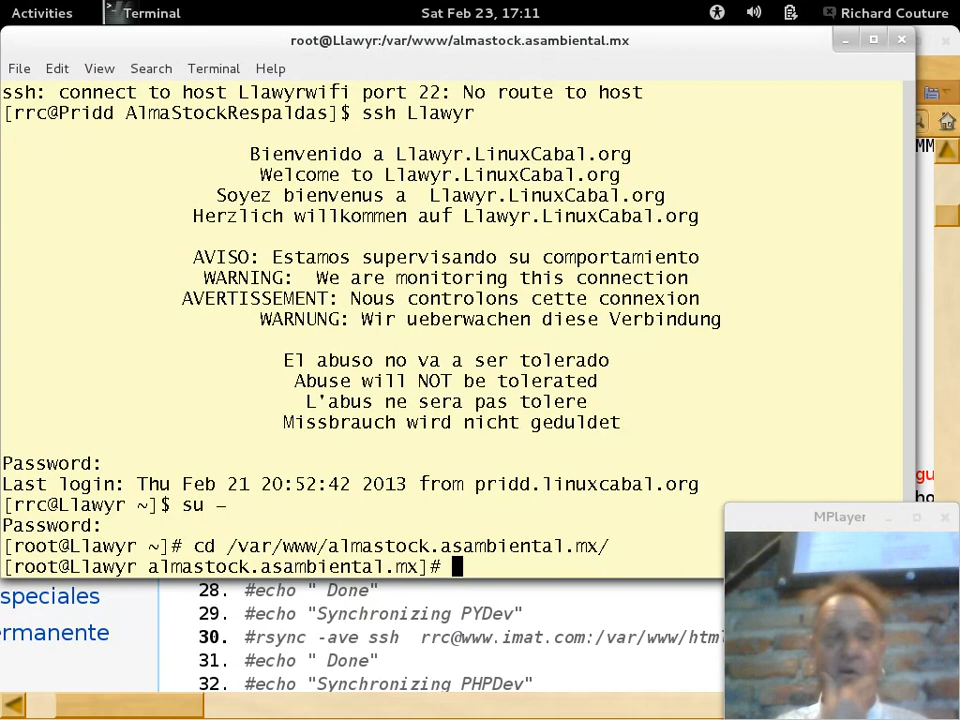 Activities Terminal Sat Feb 23, 17:11 Richard Couture
root@Llawyr:/var/www/almastock.asambiental.mx
File Edit View Search Terminal Help
ssh: connect to host Llawyrwifi port 22: No route to host
[rrc@Pridd AlmaStockRespaldas]$ ssh Llawyr
Bienvenido a Llawyr.LinuxCabal.org
Welcome to Llawyr.LinuxCabal.org
Soyez bienvenus a Llawyr.LinuxCabal.org
Herzlich willkommen auf Llawyr.LinuxCabal.org
AVISO: Estamos supervisando su comportamiento
WARNING: We are monitoring this connection
AVERTISSEMENT: Nous controlons cette connexion
WARNUNG: Wir ueberwachen diese Verbindung
El abuso no va a ser tolerado
Abuse will NOT be tolerated
L'abus ne sera pas tolere
Missbrauch wird nicht geduldet
Password:
Last login: Thu Feb 21 20:52:42 2013 from pridd.linuxcabal.org
[rrc@Llawyr ~]$ su -
Password:
[root@Llawyr ~]# cd /var/www/almastock.asambiental.mx/
[root@Llawyr almastock.asambiental.mx]#
MM
gu
ho
MPlayer
speciales
ermanente
28. #echo " Done"
29. #echo "Synchronizing PYDev"
30. #rsync -ave ssh rrc@www.imat.com:/var/www/html
31. #echo " Done"
32. #echo "Synchronizing PHPDev"